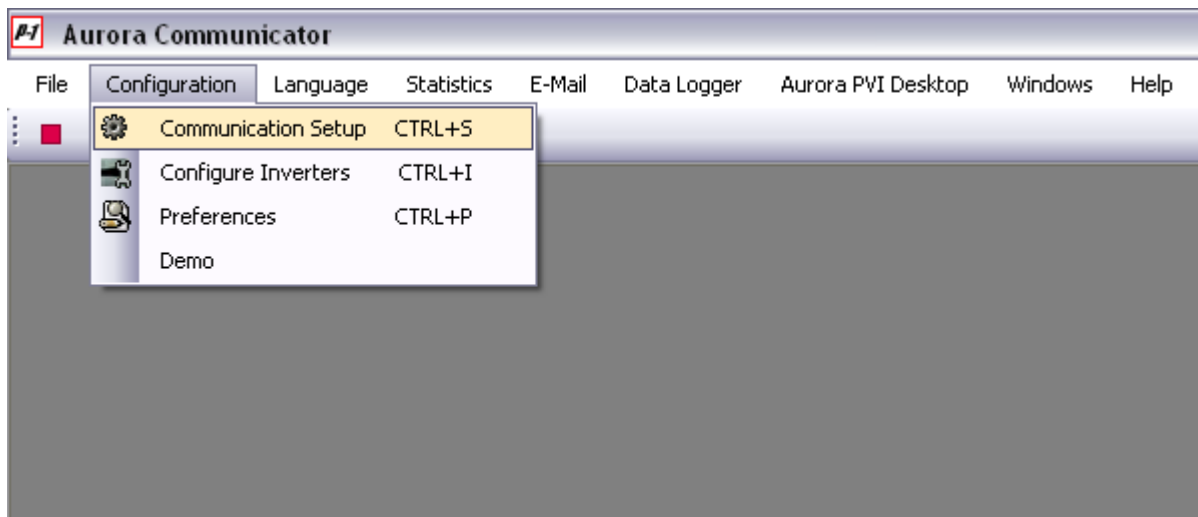 P-1 Aurora Communicator
File Configuration Language Statistics E-Mail Data Logger Aurora PVI Desktop Windows Help
Communication Setup CTRL+S
Configure Inverters CTRL+I
Preferences CTRL+P
Demo